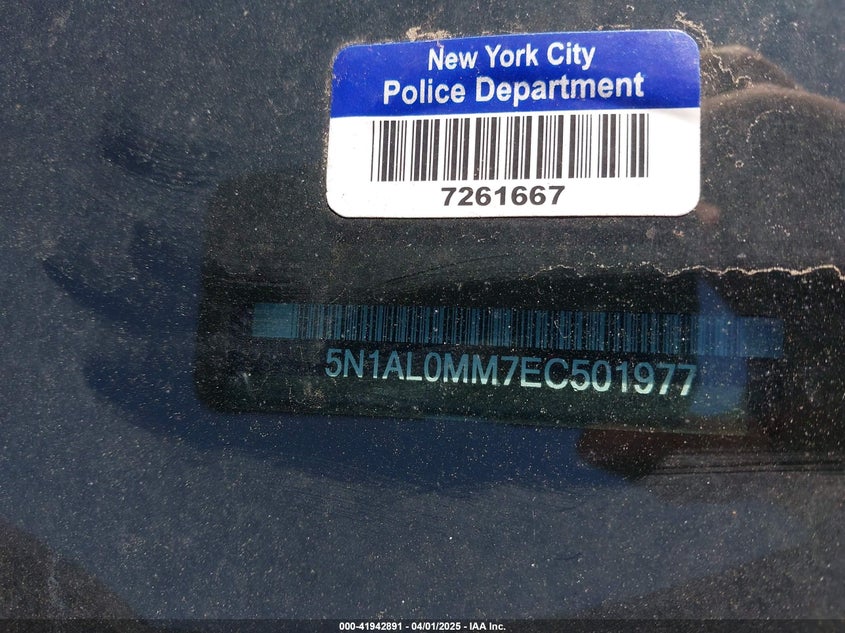 New York City
Police Department
7261667
5N1AL0MM7EC501977
000-41942891 - 04/01/2025 - IAA Inc.